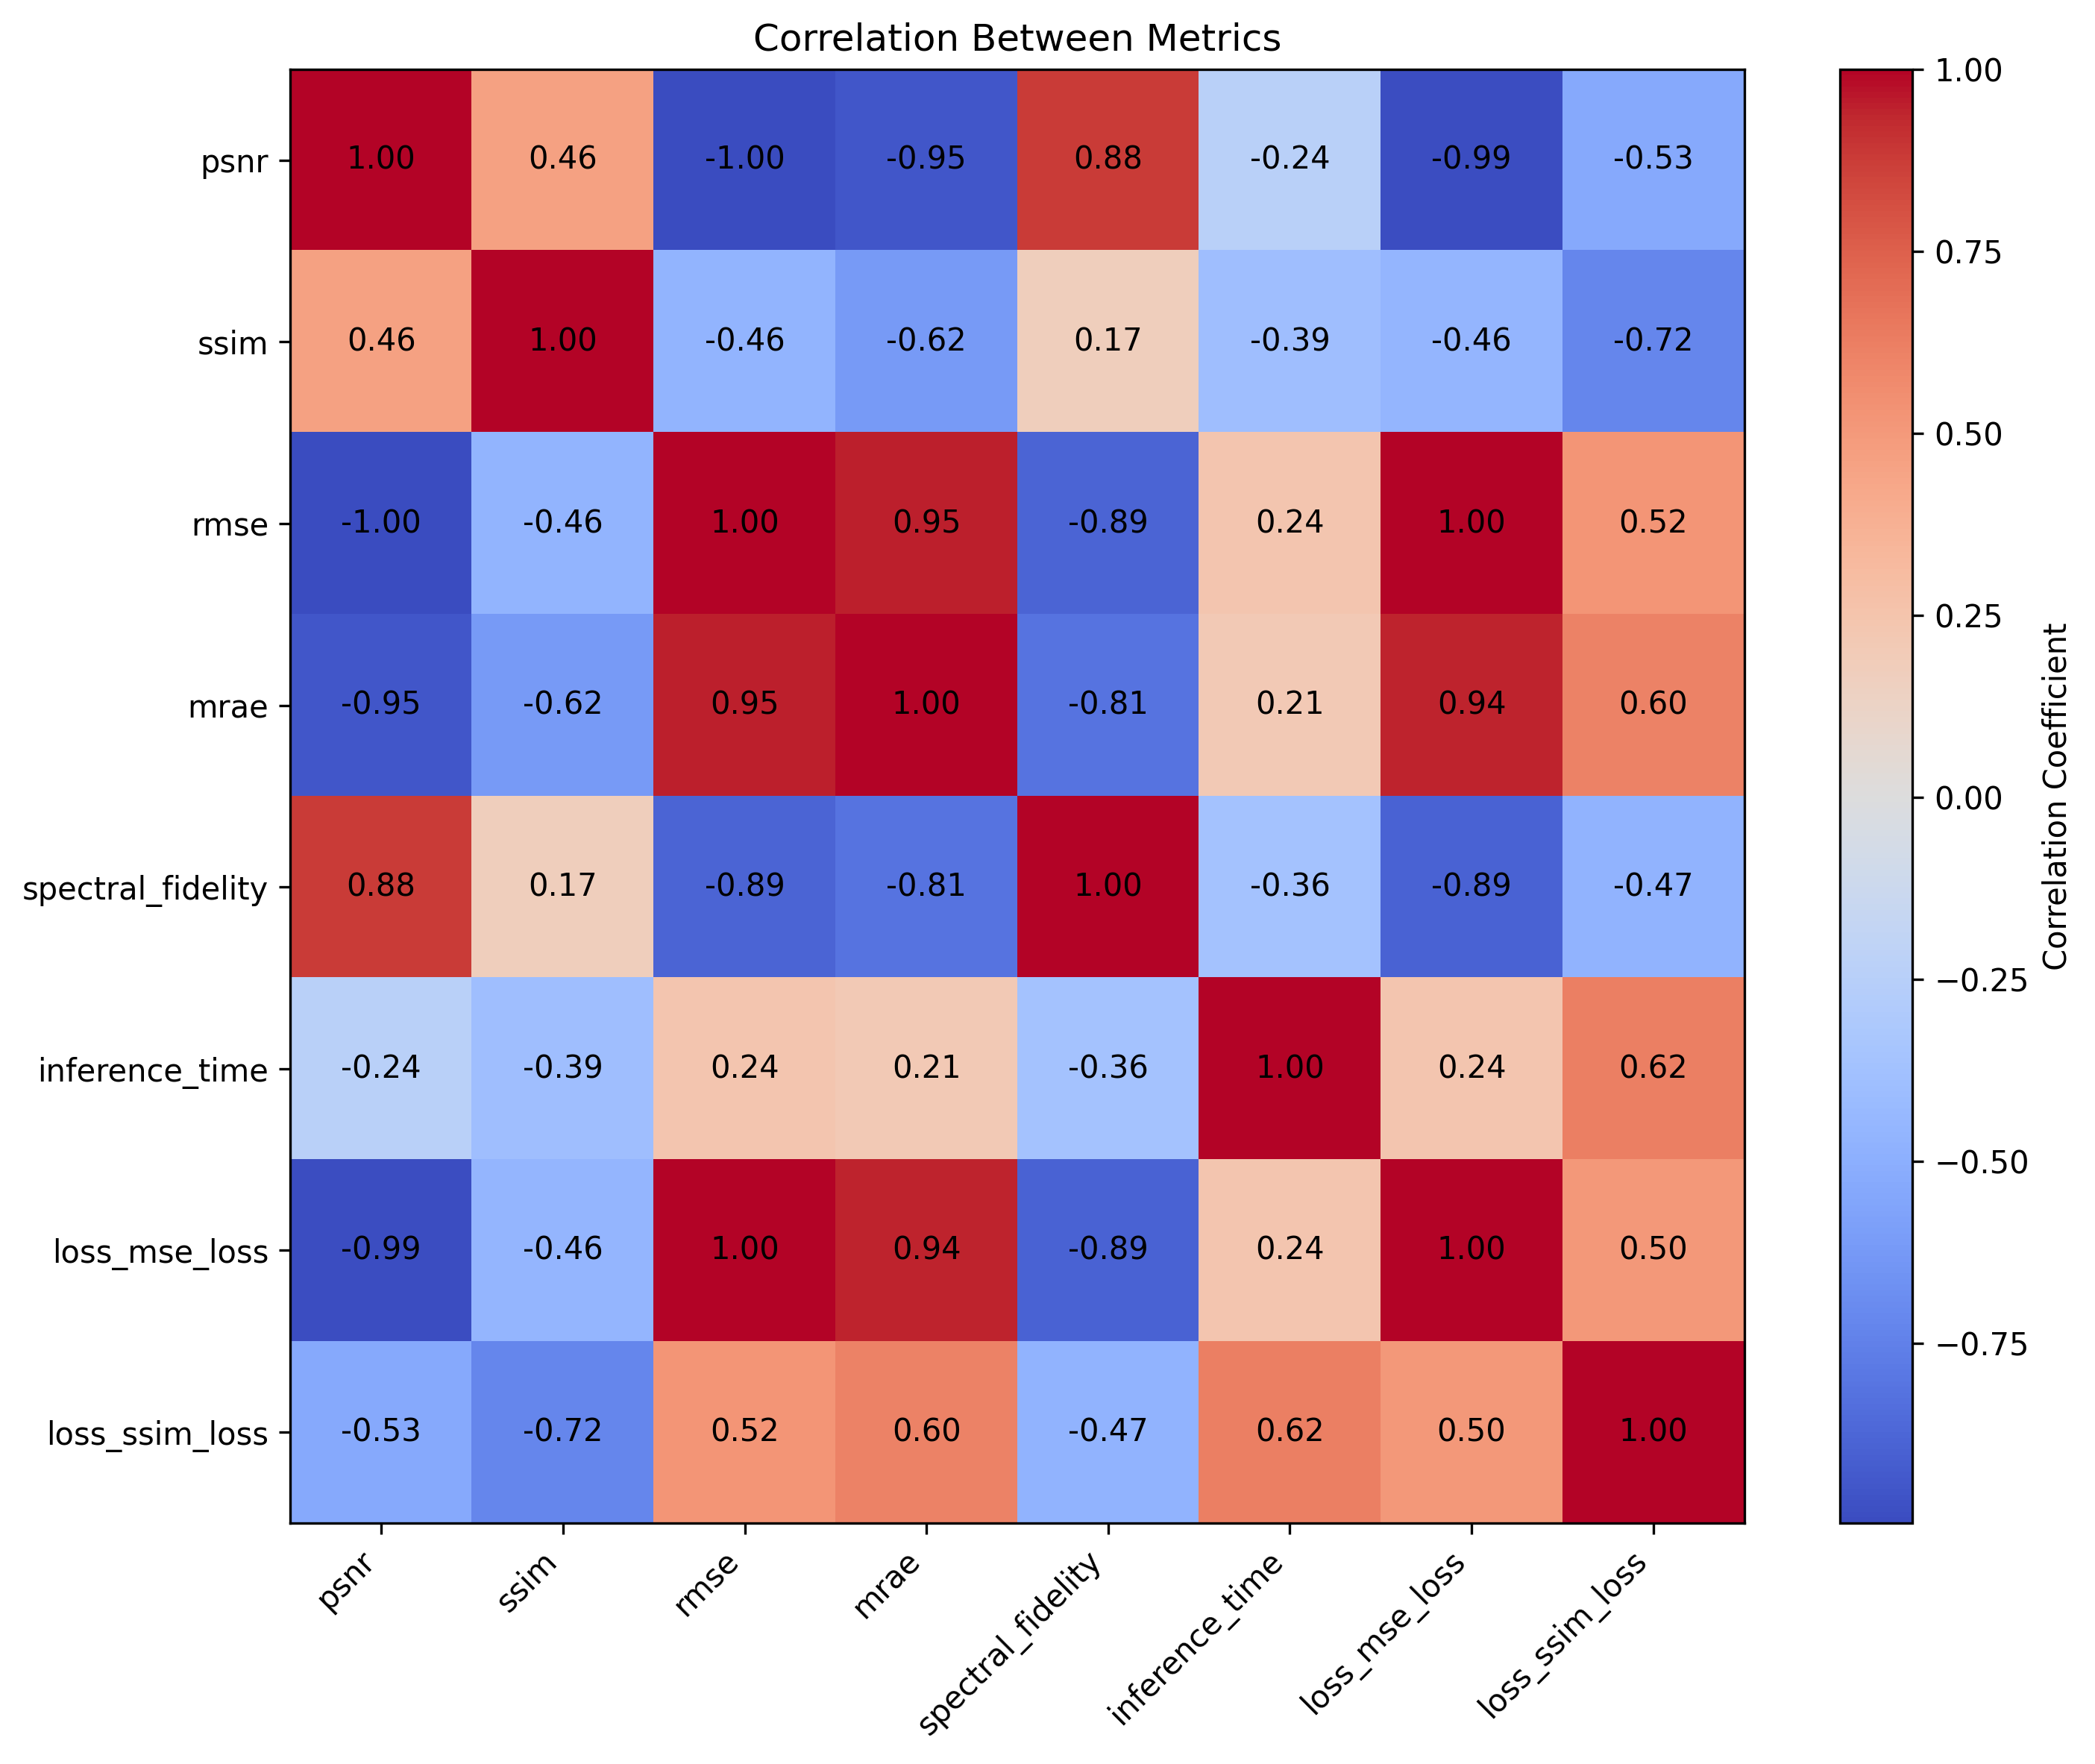 Correlation Between Metrics
psnr 1.00 0.46 -1.00 -0.95 0.88 -0.24 -0.99 -0.53
ssim 0.46 1.00 -0.46 -0.62 0.17 -0.39 -0.46 -0.72
rmse -1.00 -0.46 1.00 0.95 -0.89 0.24 1.00 0.52
mrae -0.95 -0.62 0.95 1.00 -0.81 0.21 0.94 0.60
spectral_fidelity 0.88 0.17 -0.89 -0.81 1.00 -0.36 -0.89 -0.47
inference_time -0.24 -0.39 0.24 0.21 -0.36 1.00 0.24 0.62
loss_mse_loss -0.99 -0.46 1.00 0.94 -0.89 0.24 1.00 0.50
loss_ssim_loss -0.53 -0.72 0.52 0.60 -0.47 0.62 0.50 1.00
psnr ssim rmse mrae spectral_fidelity inference_time loss_mse_loss loss_ssim_loss
1.00
0.75
0.50
0.25
0.00
−0.25
−0.50
−0.75
Correlation Coefficient